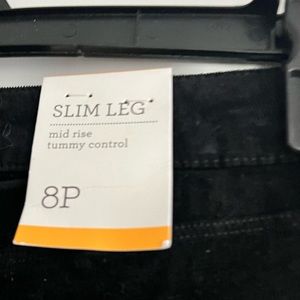 SLIM LEG
mid rise
tummy control
8P